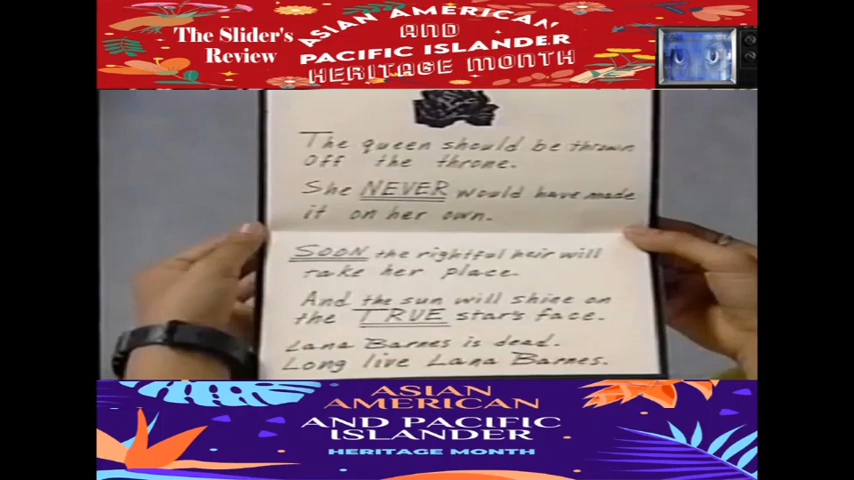 The Slider's
Review
ASIAN AMERICAN
AND
PACIFIC ISLANDER
HERITAGE MONTH
The queen should be thrown
off the throne.
She NEVER would have made
it on her own.
SOON the rightful heir will
take her place.
And the sun will shine on
the TRUE star's face.
Lana Barnes is dead.
Long live Lana Barnes.
ASIAN
AMERICAN
AND PACIFIC
ISLANDER
HERITAGE MONTH